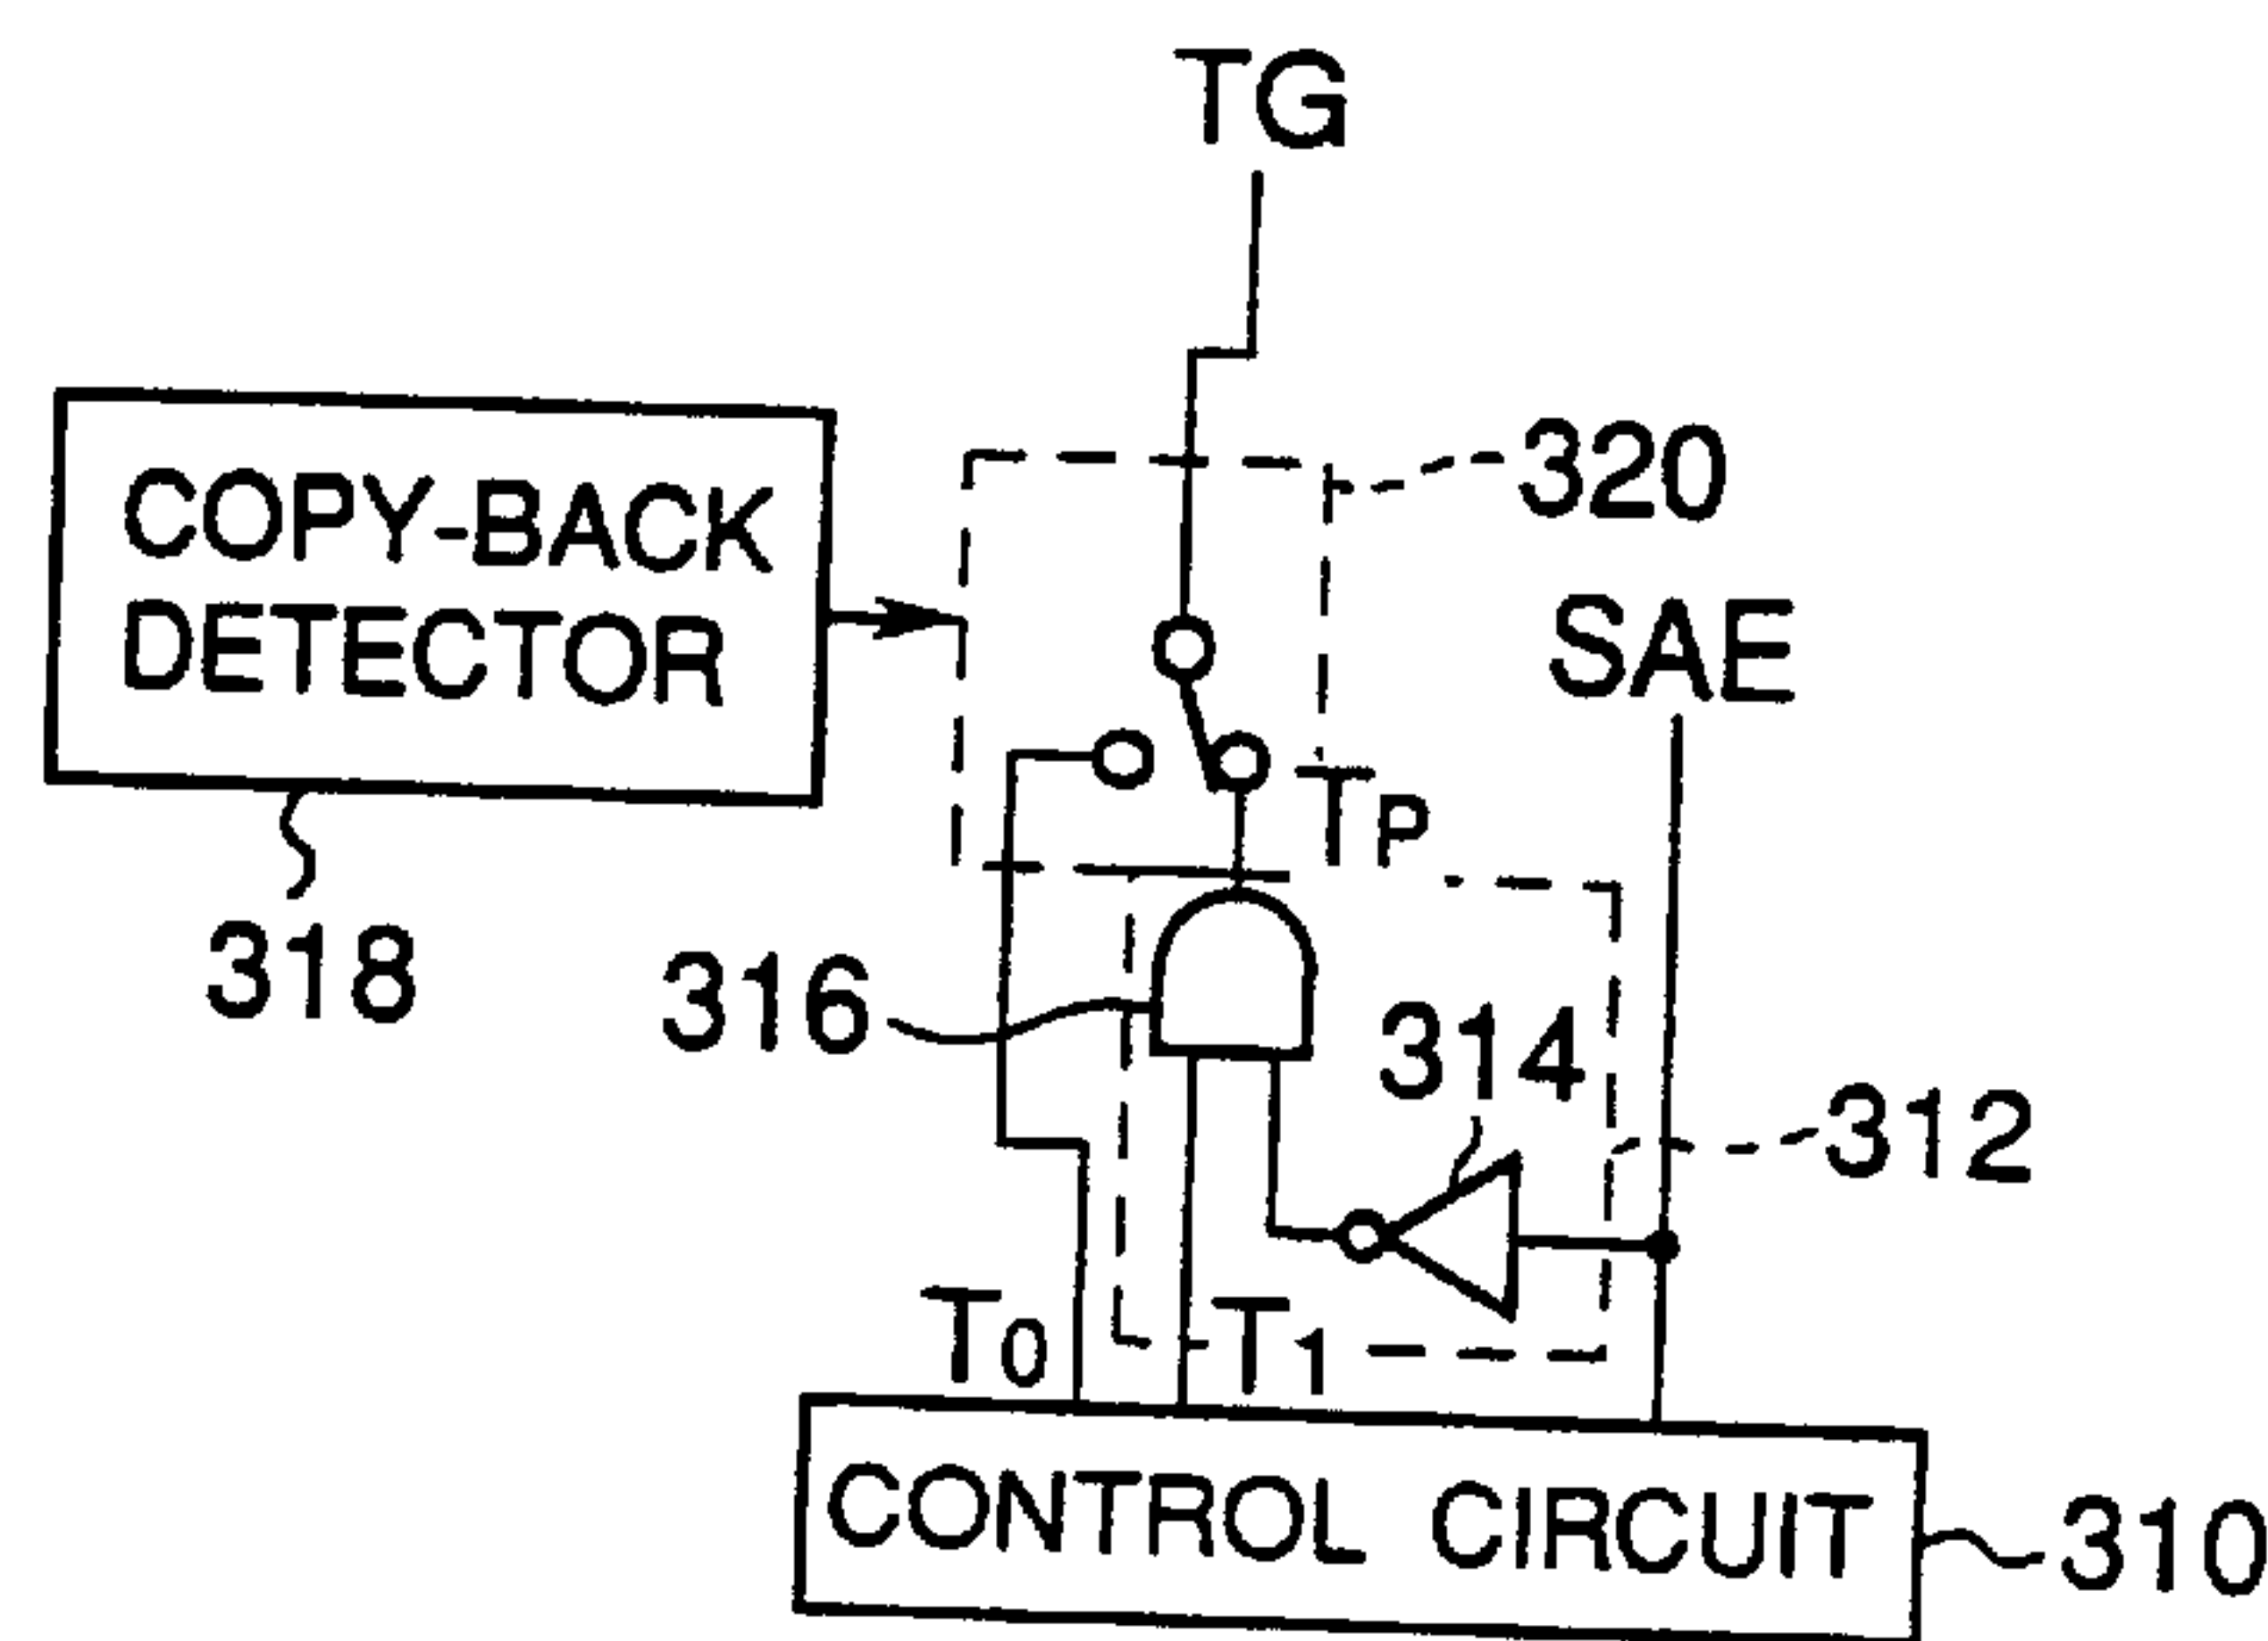 TG
COPY-BACK
DETECTOR
320
SAE
TP
318
316
314
312
T0
T1
CONTROL CIRCUIT
310